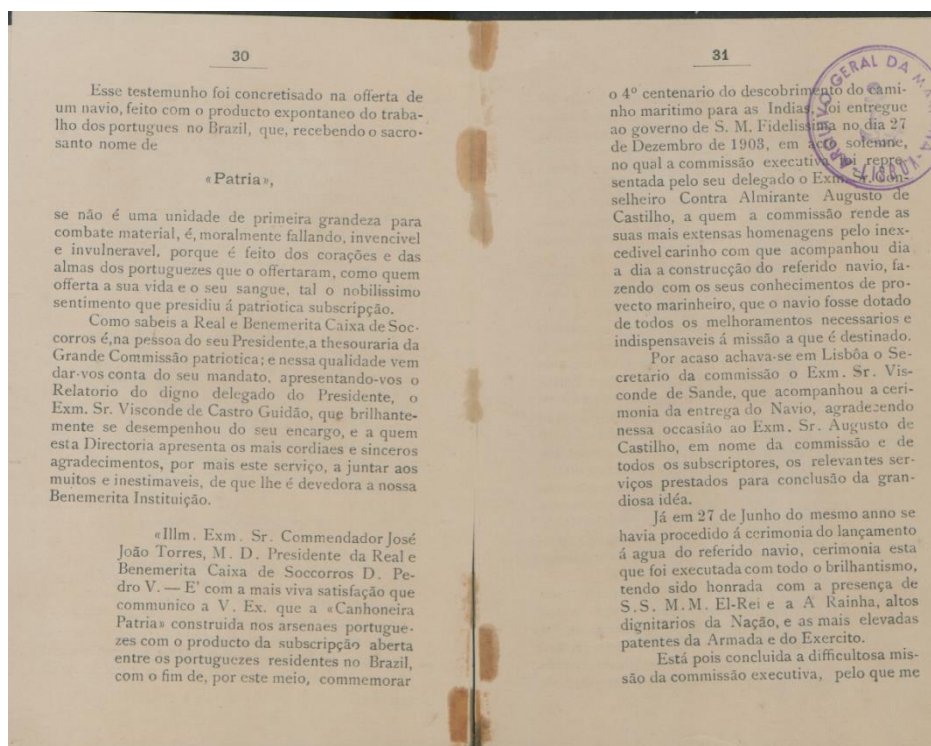 30
Esse testemunho foi concretisado na offerta de
um navio, feito com o producto expontaneo do traba-
lho dos portugues no Brazil, que, recebendo o sacro-
santo nome de
«Patria»,
se não é uma unidade de primeira grandeza para
combate material, é, moralmente fallando, invencivel
e invulneravel, porque é feito dos corações e das
almas dos portuguezes que o offertaram, como quem
offerta a sua vida e o seu sangue, tal o nobilissimo
sentimento que presidiu á patriotica subscripção.
Como sabeis a Real e Benemerita Caixa de Soc-
corros é,na pessoa do seu Presidente,a thesouraria da
Grande Commissão patriotica; e nessa qualidade vem
dar-vos conta do seu mandato, apresentando-vos o
Relatorio do digno delegado do Presidente, o
Exm. Sr. Visconde de Castro Guidão, que brilhante-
mente se desempenhou do seu encargo, e a quem
esta Directoria apresenta os mais cordiaes e sinceros
agradecimentos, por mais este serviço, a juntar aos
muitos e inestimaveis, de que lhe é devedora a nossa
Benemerita Instituição.
«Illm. Exm. Sr. Commendador José
João Torres, M. D. Presidente da Real e
Benemerita Caixa de Soccorros D. Pe-
dro V. — E' com a mais viva satisfação que
communico a V. Ex. que a «Canhoneira
Patria» construida nos arsenaes portugue-
zes com o producto da subscripção aberta
entre os portuguezes residentes no Brazil,
com o fim de, por este meio, commemorar
31
o 4º centenario do descobrimento do cami-
nho maritimo para as Indias, foi entregue
ao governo de S. M. Fidelissima no dia 27
de Dezembro de 1903, em acto solemne,
no qual a commissão executiva foi repre-
sentada pelo seu delegado o Exm. Sr. Con-
selheiro Contra Almirante Augusto de
Castilho, a quem a commissão rende as
suas mais extensas homenagens pelo inex-
cedivel carinho com que acompanhou dia
a dia a construcção do referido navio, fa-
zendo com os seus conhecimentos de pro-
vecto marinheiro, que o navio fosse dotado
de todos os melhoramentos necessarios e
indispensaveis á missão a que é destinado.
Por acaso achava-se em Lisbôa o Se-
cretario da commissão o Exm. Sr. Vis-
conde de Sande, que acompanhou a ceri-
monia da entrega do Navio, agradecendo
nessa occasião ao Exm. Sr. Augusto de
Castilho, em nome da commissão e de
todos os subscriptores, os relevantes ser-
viços prestados para conclusão da gran-
diosa idéa.
Já em 27 de Junho do mesmo anno se
havia procedido á cerimonia do lançamento
á agua do referido navio, cerimonia esta
que foi executada com todo o brilhantismo,
tendo sido honrada com a presença de
S.S. M.M. El-Rei e a A Rainha, altos
dignitarios da Nação, e as mais elevadas
patentes da Armada e do Exercito.
Está pois concluida a difficultosa mis-
são da commissão executiva, pelo que me
ARQUIVO GERAL DA MARINHA
LISBOA